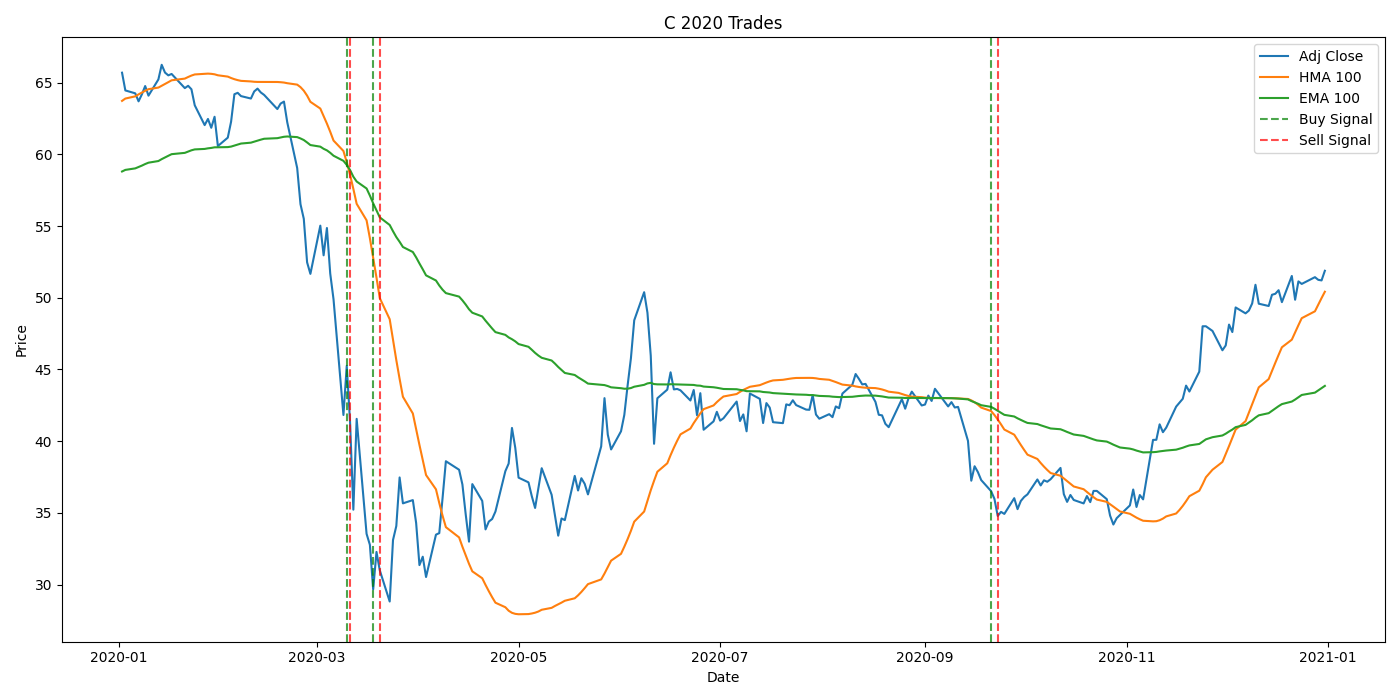 C 2020 Trades
Adj Close
HMA 100
EMA 100
Buy Signal
Sell Signal
Price
65
60
55
50
45
40
35
30
2020-01
2020-03
2020-05
2020-07
2020-09
2020-11
2021-01
Date